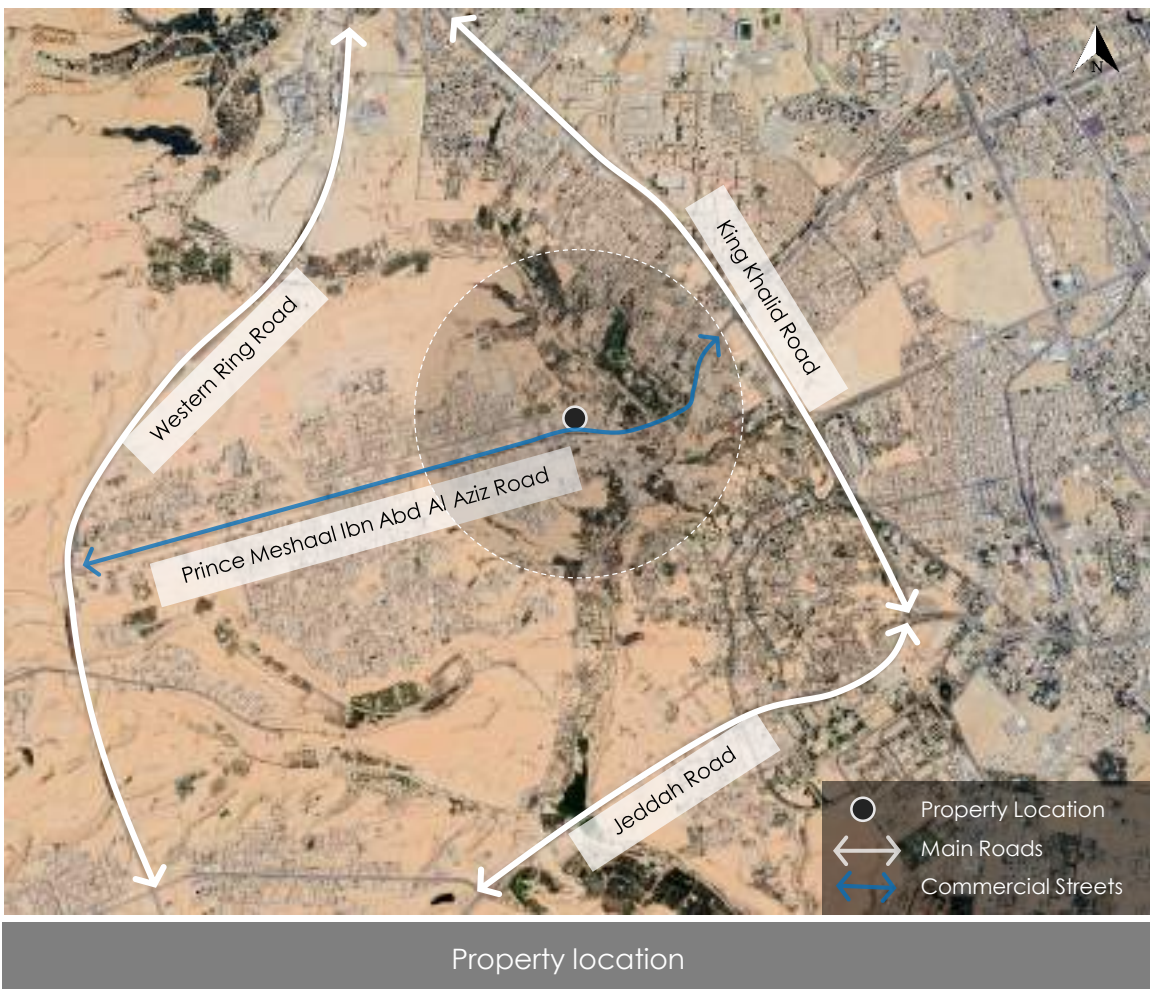 N
King Khalid Road
Western Ring Road
Prince Meshaal Ibn Abd Al Aziz Road
Jeddah Road
Property Location
Main Roads
Commercial Streets
Property location